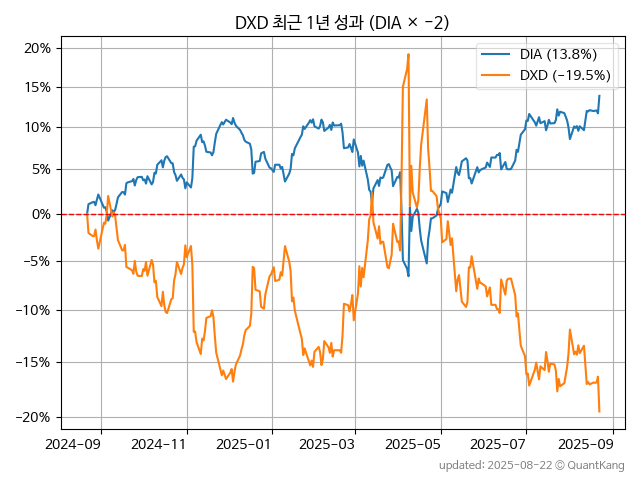 DXD 최근 1년 성과 (DIA × −2)
DIA (13.8%)
DXD (−19.5%)
20%
15%
10%
5%
0%
−5%
−10%
−15%
−20%
2024−09 2024−11 2025−01 2025−03 2025−05 2025−07 2025−09
updated: 2025−08−22 © QuantKang